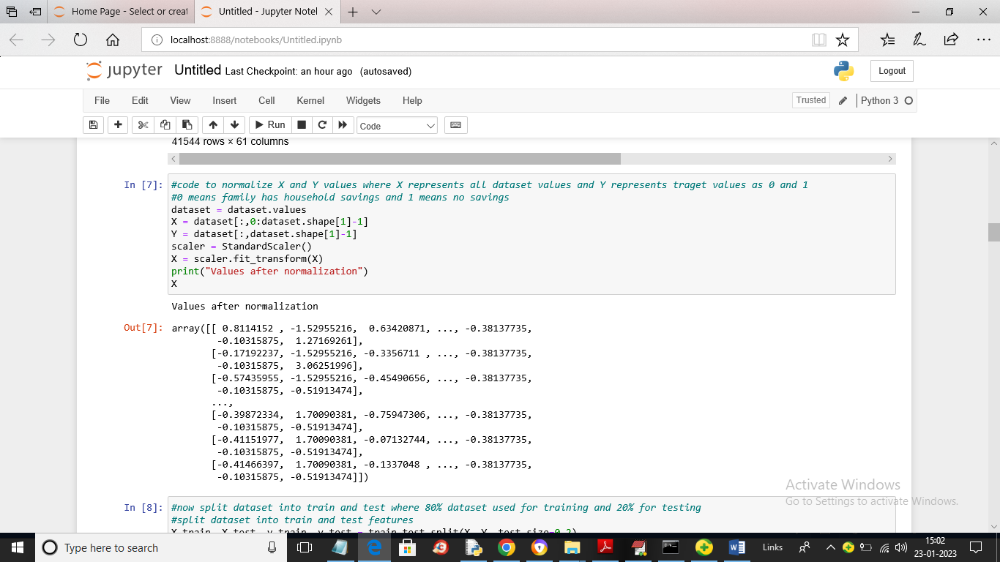 Home Page - Select or creat
Untitled - Jupyter Notel
localhost:8888/notebooks/Untitled.ipynb
jupyter Untitled Last Checkpoint: an hour ago (autosaved)
Logout
File Edit View Insert Cell Kernel Widgets Help
Trusted Python 3
Run Code
41544 rows × 61 columns
In [7]: #code to normalize X and Y values where X represents all dataset values and Y represents traget values as 0 and 1
#0 means family has household savings and 1 means no savings
dataset = dataset.values
X = dataset[:,0:dataset.shape[1]-1]
Y = dataset[:,dataset.shape[1]-1]
scaler = StandardScaler()
X = scaler.fit_transform(X)
print("Values after normalization")
X
Values after normalization
Out[7]: array([[ 0.8114152 , -1.52955216, 0.63420871, ..., -0.38137735,
-0.10315875, 1.27169261],
[-0.17192237, -1.52955216, -0.3356711 , ..., -0.38137735,
-0.10315875, 3.06251996],
[-0.57435955, -1.52955216, -0.45490656, ..., -0.38137735,
-0.10315875, -0.51913474],
...,
[-0.39872334, 1.70090381, -0.75947306, ..., -0.38137735,
-0.10315875, -0.51913474],
[-0.41151977, 1.70090381, -0.07132744, ..., -0.38137735,
-0.10315875, -0.51913474],
[-0.41466397, 1.70090381, -0.1337048 , ..., -0.38137735,
-0.10315875, -0.51913474]])
Activate Windows
Go to Settings to activate Windows.
In [8]: #now split dataset into train and test where 80% dataset used for training and 20% for testing
#split dataset into train and test features
X_train, X_test, y_train, y_test = train_test_split(X, Y, test_size=0.2)
Type here to search
Links
15:02
23-01-2023